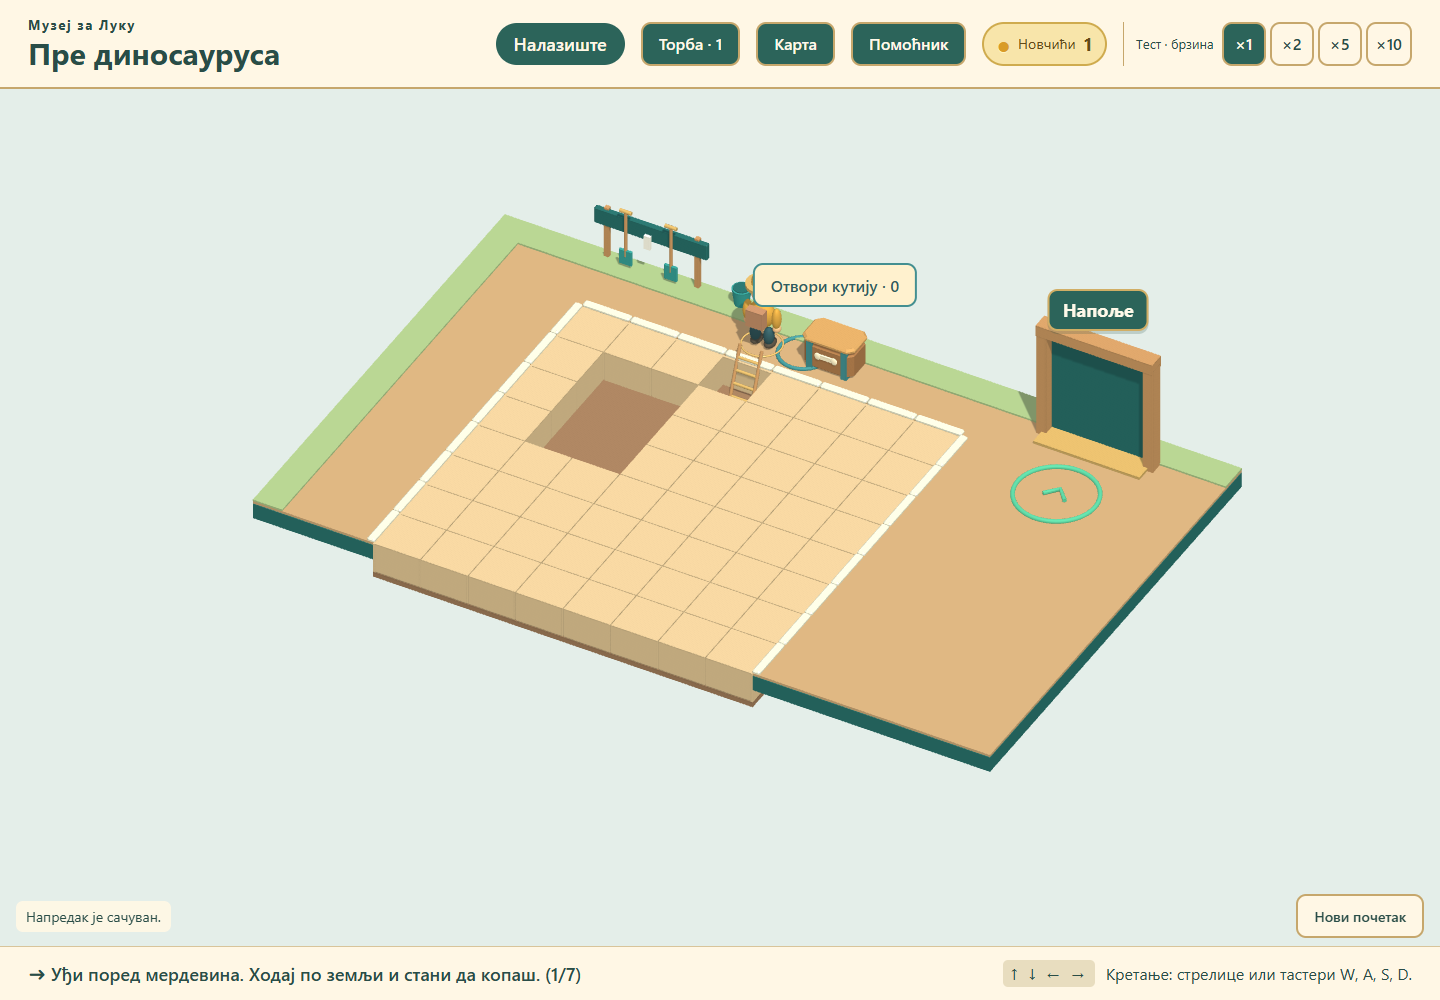 Музеј за Луку
Пре диносауруса
Налазиште
Торба · 1
Карта
Помоћник
Новчићи 1
Тест · брзина
×1
×2
×5
×10
Отвори кутију · 0
Напоље
Напредак је сачуван.
Нови почетак
→ Уђи поред мердевина. Ходај по земљи и стани да копаш. (1/7)
↑ ↓ ← → Кретање: стрелице или тастери W, A, S, D.